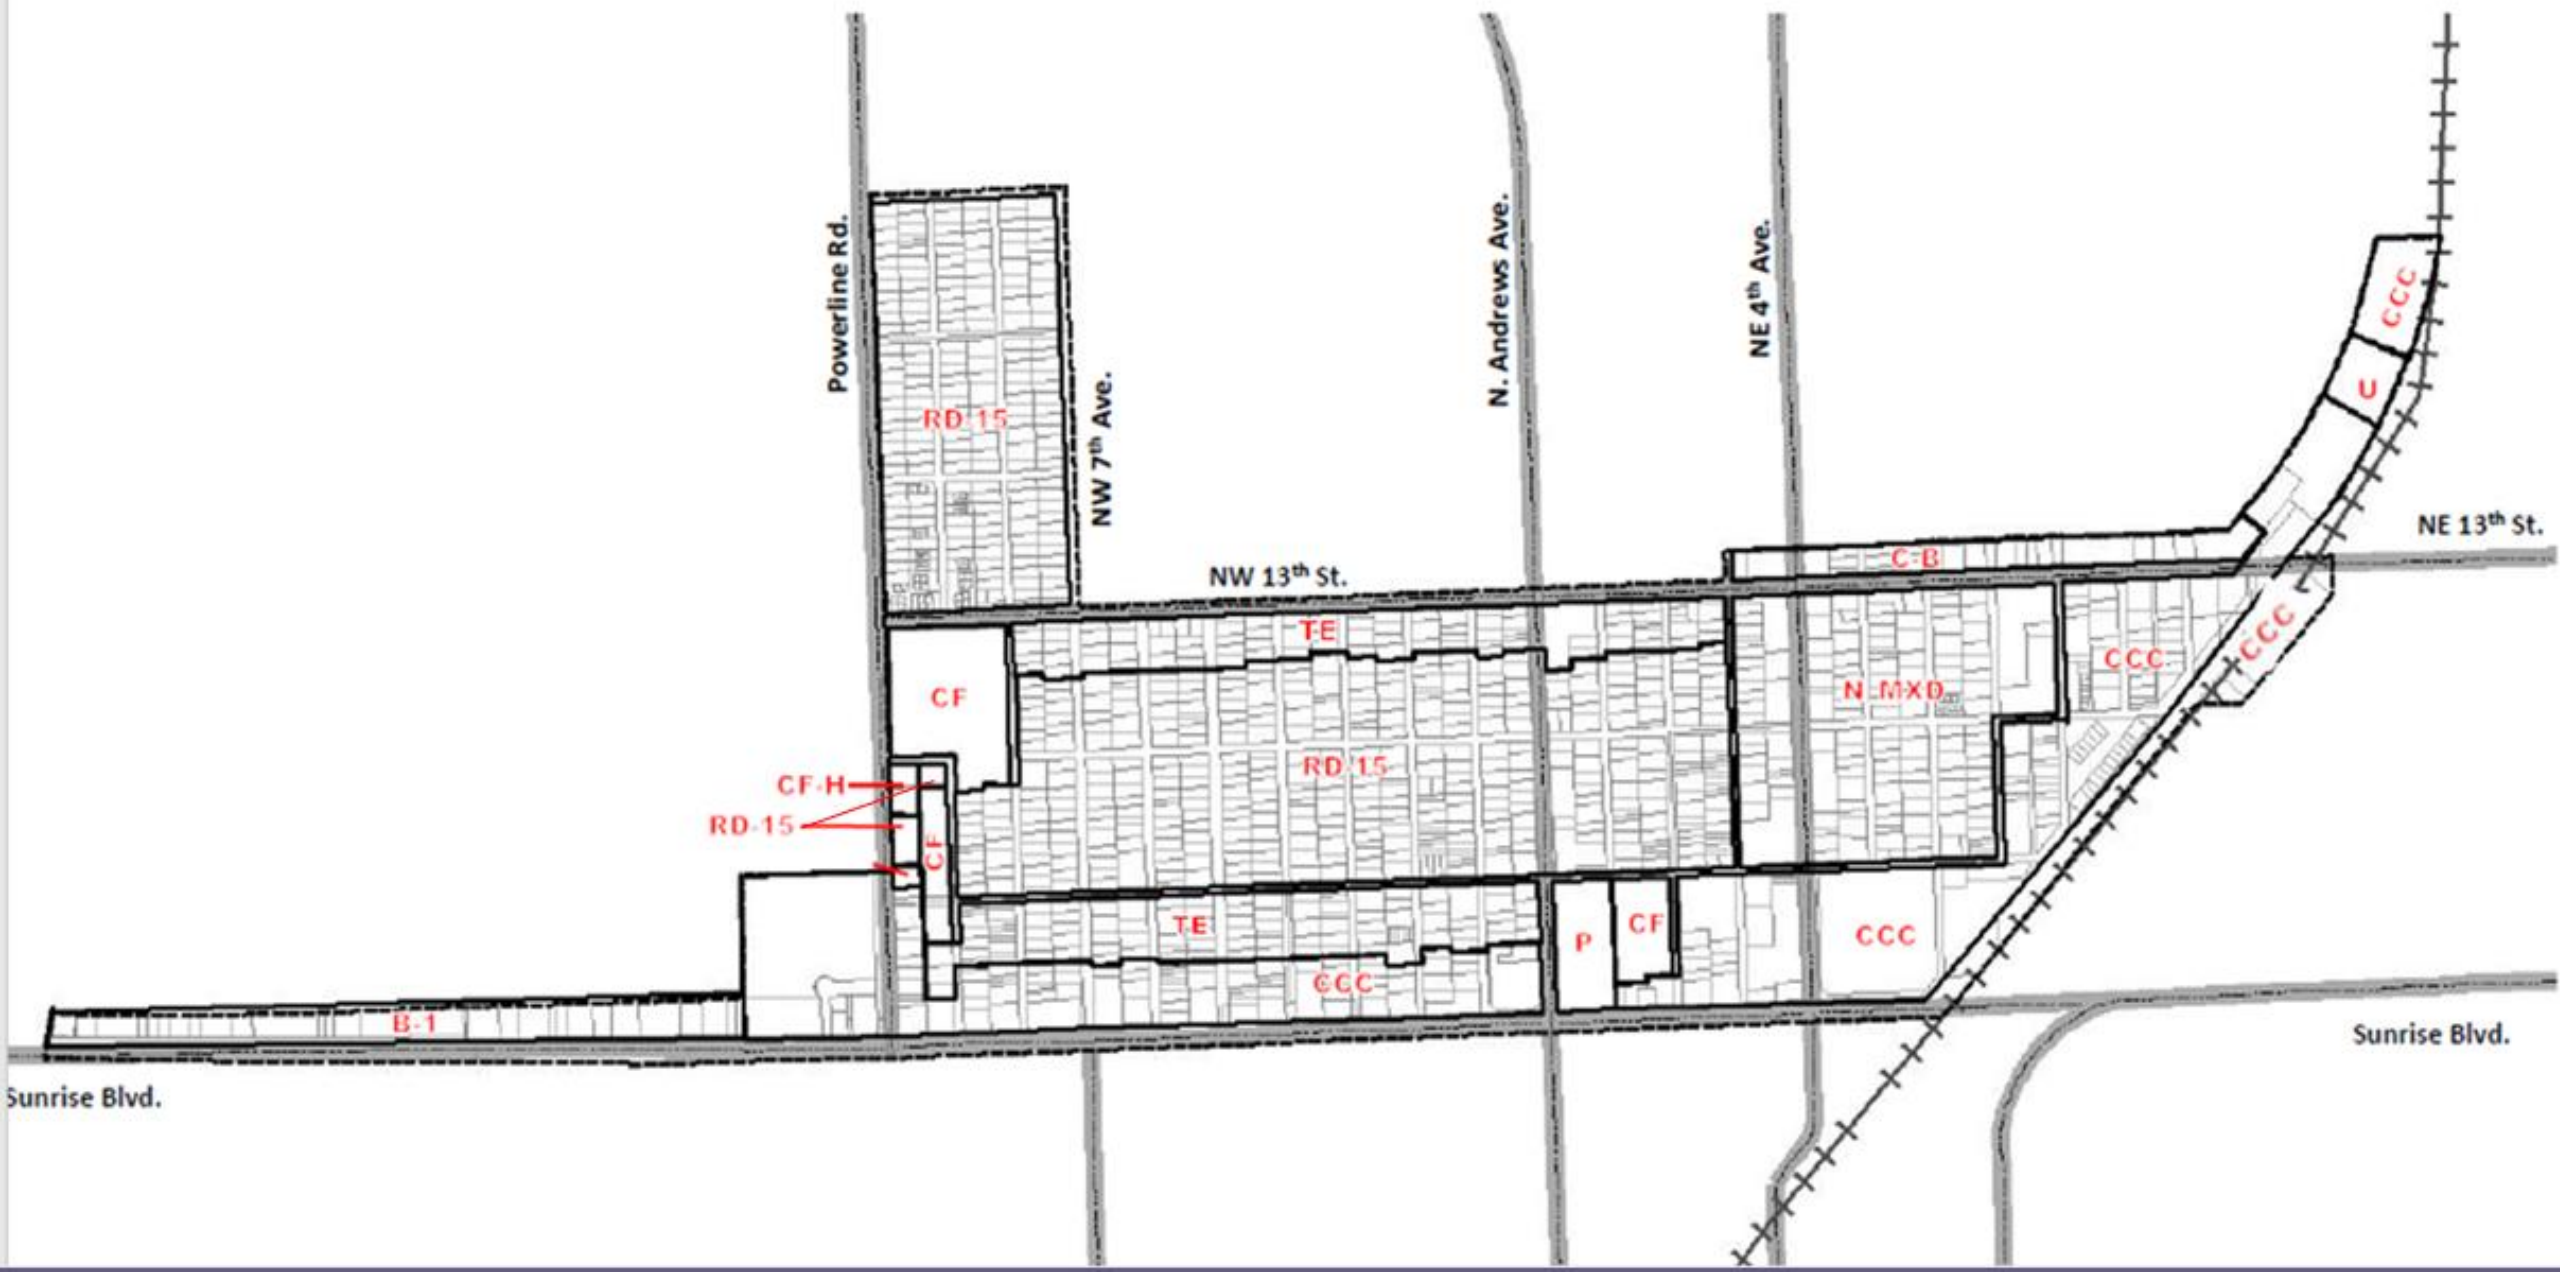 Powerline Rd.
NW 7th Ave.
N. Andrews Ave.
NE 4th Ave.
CCC
U
RD-15
NE 13th St.
NW 13th St.
C-B
TE
CCC
CCC
CF
N_MXD
RD-15
CF-H
RD-15
CF
TE
P
CF
CCC
CCC
B-1
Sunrise Blvd.
Sunrise Blvd.